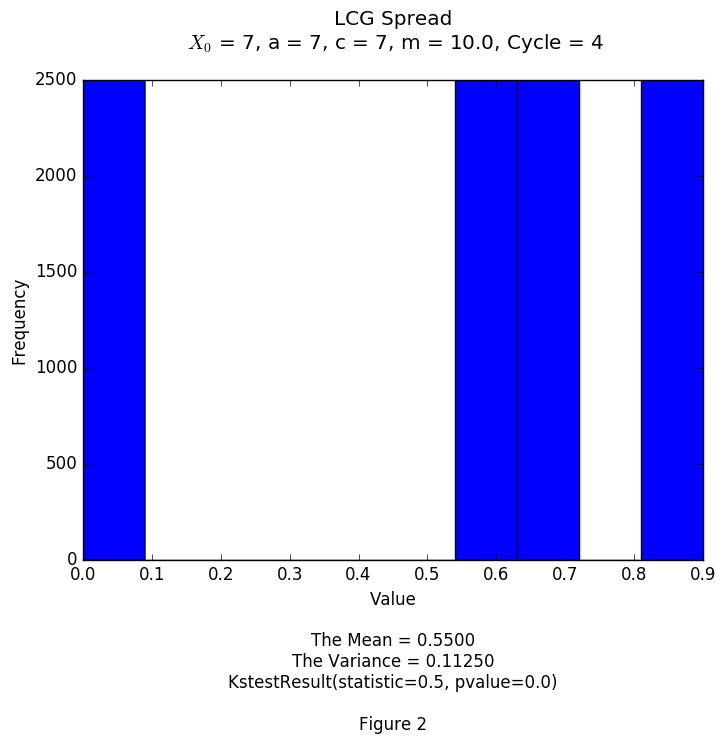 LCG Spread
X₀ = 7, a = 7, c = 7, m = 10.0, Cycle = 4
2500
2000
1500
1000
500
0
Frequency
0.0 0.1 0.2 0.3 0.4 0.5 0.6 0.7 0.8 0.9
Value
The Mean = 0.5500
The Variance = 0.11250
KstestResult(statistic=0.5, pvalue=0.0)
Figure 2